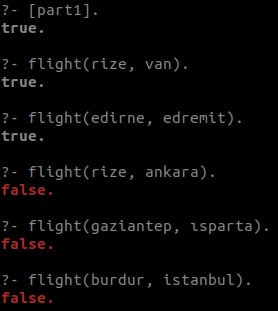 ?- [part1].
true.
?- flight(rize, van).
true.
?- flight(edirne, edremit).
true.
?- flight(rize, ankara).
false.
?- flight(gaziantep, ısparta).
false.
?- flight(burdur, istanbul).
false.